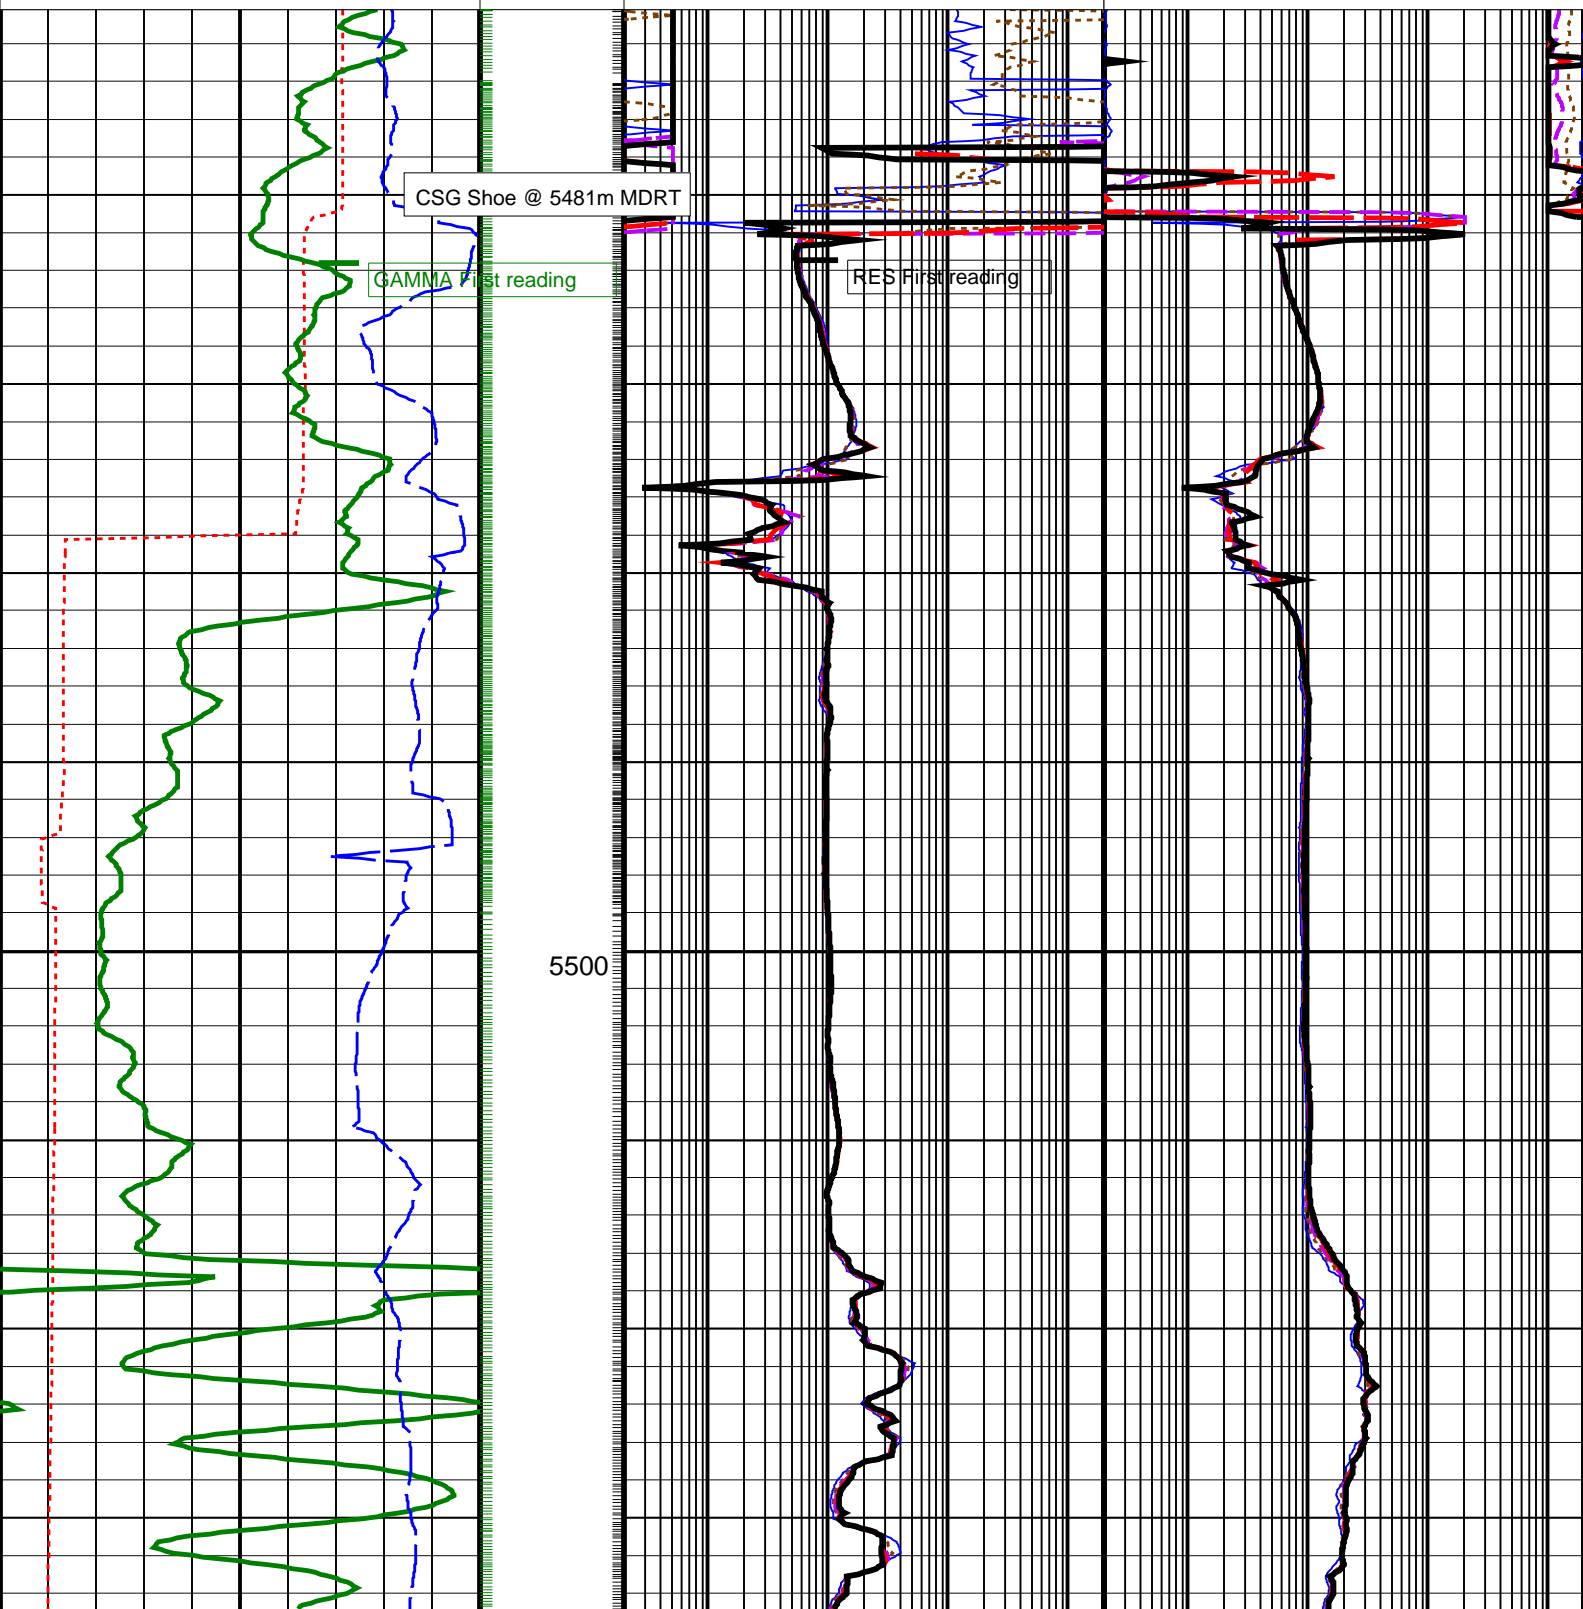 CSG Shoe @ 5481m MDRT
GAMMA First reading
RES First reading
5500